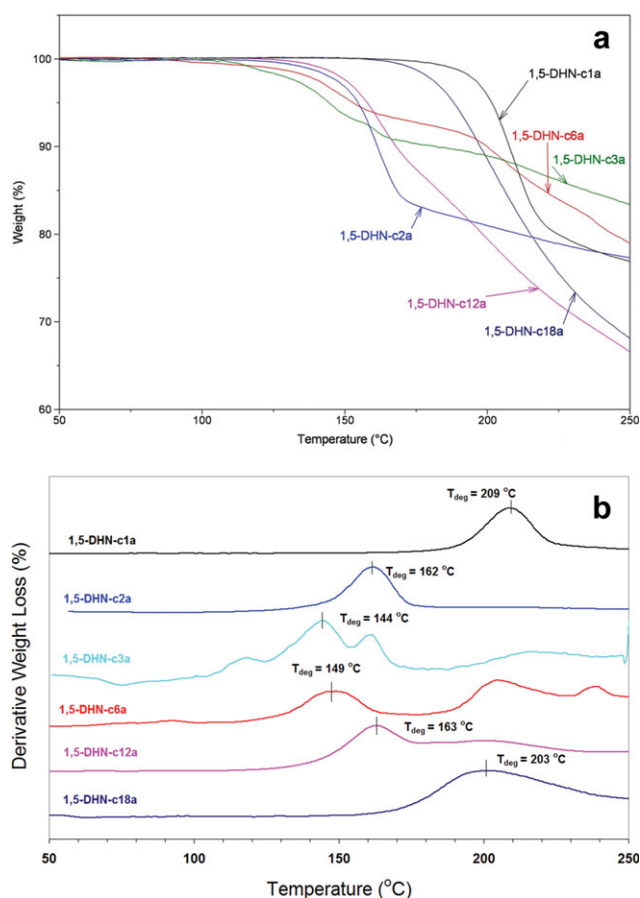 a
100
90
80
70
60
Weight (%)
1,5-DHN-c1a
1,5-DHN-c6a
1,5-DHN-c3a
1,5-DHN-c2a
1,5-DHN-c12a
1,5-DHN-c18a
50 100 150 200 250
Temperature (°C)
b
Derivative Weight Loss (%)
Tdeg = 209 °C
1,5-DHN-c1a
Tdeg = 162 °C
1,5-DHN-c2a
Tdeg = 144 °C
1,5-DHN-c3a
Tdeg = 149 °C
1,5-DHN-c6a
Tdeg = 163 °C
1,5-DHN-c12a
Tdeg = 203 °C
1,5-DHN-c18a
50 100 150 200 250
Temperature (°C)